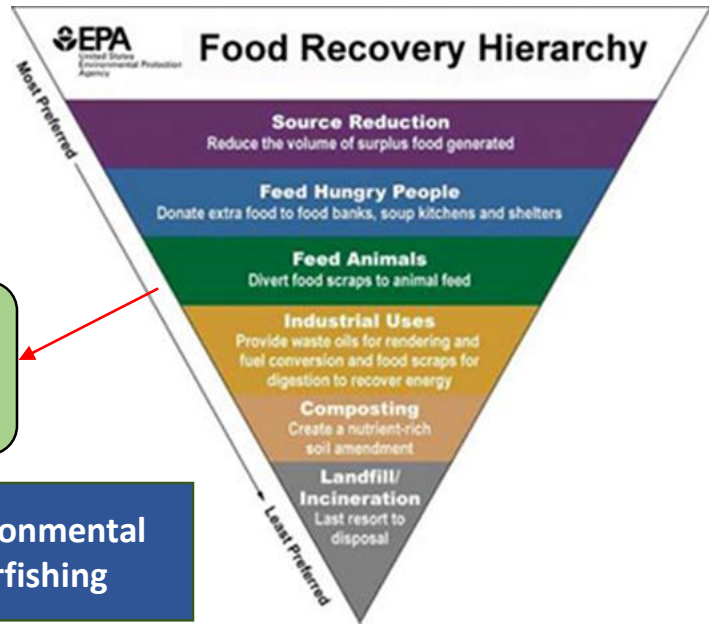 EPA
United States
Environmental Protection
Agency
Food Recovery Hierarchy
Most Preferred
Source Reduction
Reduce the volume of surplus food generated
Feed Hungry People
Donate extra food to food banks, soup kitchens and shelters
Feed Animals
Divert food scraps to animal feed
Industrial Uses
Provide waste oils for rendering and
fuel conversion and food scraps for
digestion to recover energy
Composting
Create a nutrient-rich
soil amendment
Landfill/
Incineration
Last resort to
disposal
Least Preferred
onmental
rfishing